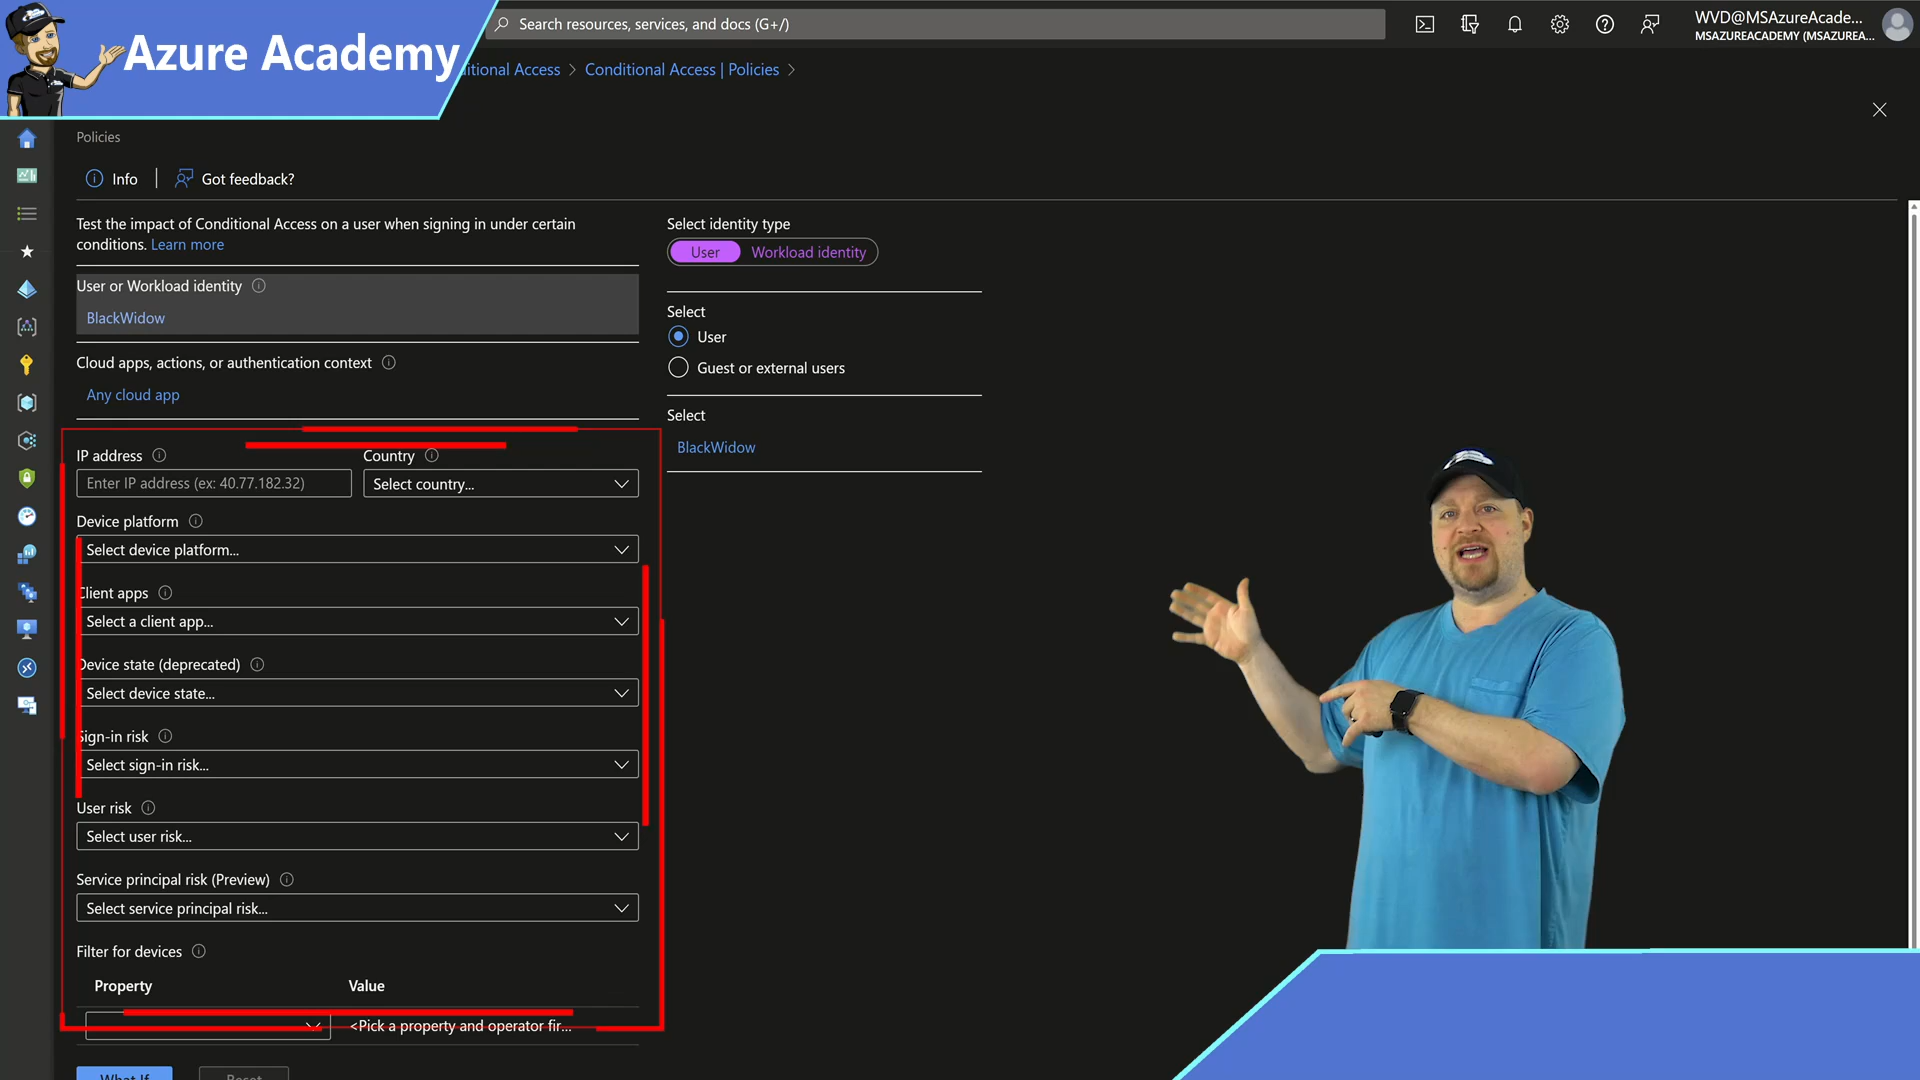 Azure Academy
Search resources, services, and docs (G+/)
WVD@MSAzureAcade...
MSAZUREACADEMY (MSAZUREA...
ditional Access > Conditional Access | Policies >
Policies
Info
Got feedback?
Test the impact of Conditional Access on a user when signing in under certain
conditions. Learn more
User or Workload identity
BlackWidow
Cloud apps, actions, or authentication context
Any cloud app
IP address
Country
Enter IP address (ex: 40.77.182.32)
Select country...
Device platform
Select device platform...
Client apps
Select a client app...
Device state (deprecated)
Select device state...
Sign-in risk
Select sign-in risk...
User risk
Select user risk...
Service principal risk (Preview)
Select service principal risk...
Filter for devices
Property
Value
<Pick a property and operator fir...
What If
Reset
Select identity type
User
Workload identity
Select
User
Guest or external users
Select
BlackWidow